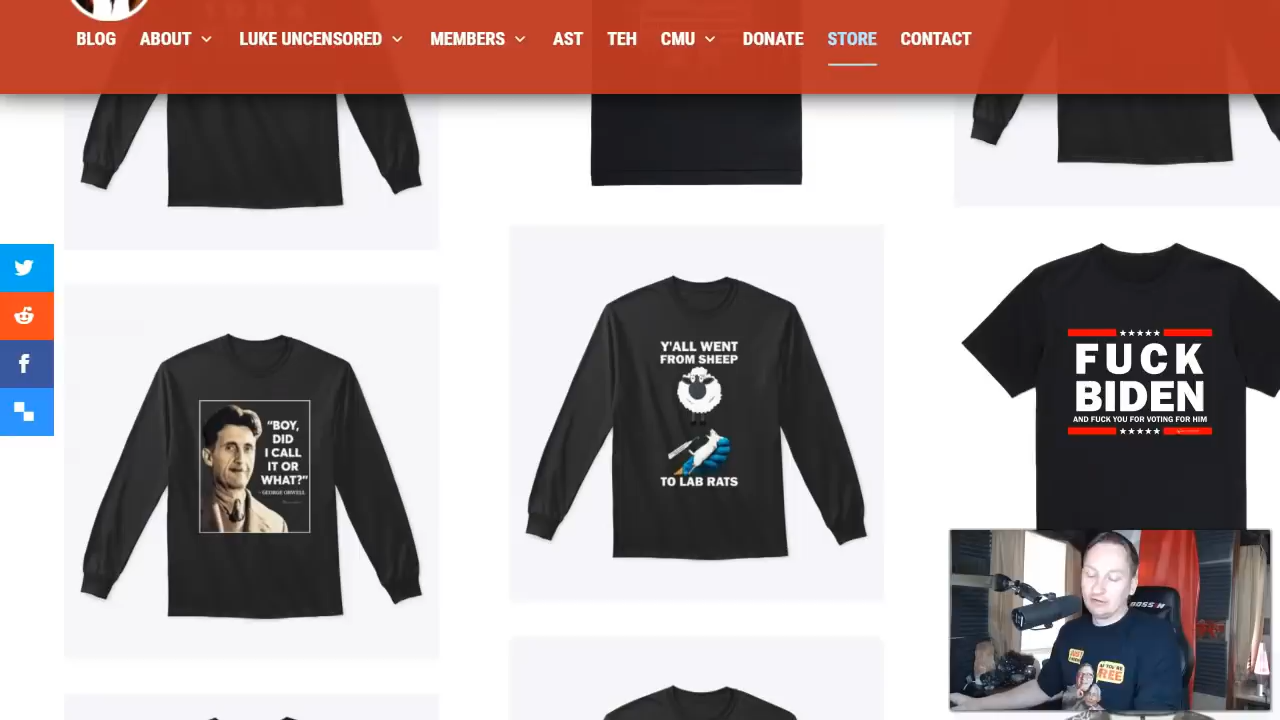 BLOG ABOUT LUKE UNCENSORED MEMBERS AST TEH CMU DONATE STORE CONTACT
"BOY,
DID
I CALL
IT OR
WHAT?"
-GEORGE ORWELL
Y'ALL WENT
FROM SHEEP
TO LAB RATS
FUCK
BIDEN
AND FUCK YOU FOR VOTING FOR HIM